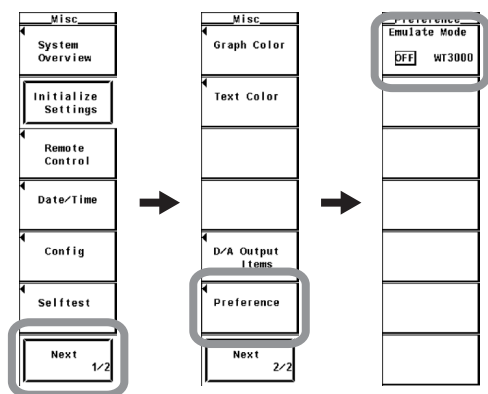 Misc
System
Overview
Initialize
Settings
Remote
Control
Date/Time
Config
Selftest
Next
1/2
Misc
Graph Color
Text Color
D/A Output
Items
Preference
Next
2/2
Preference
Emulate Mode
OFF WT3000